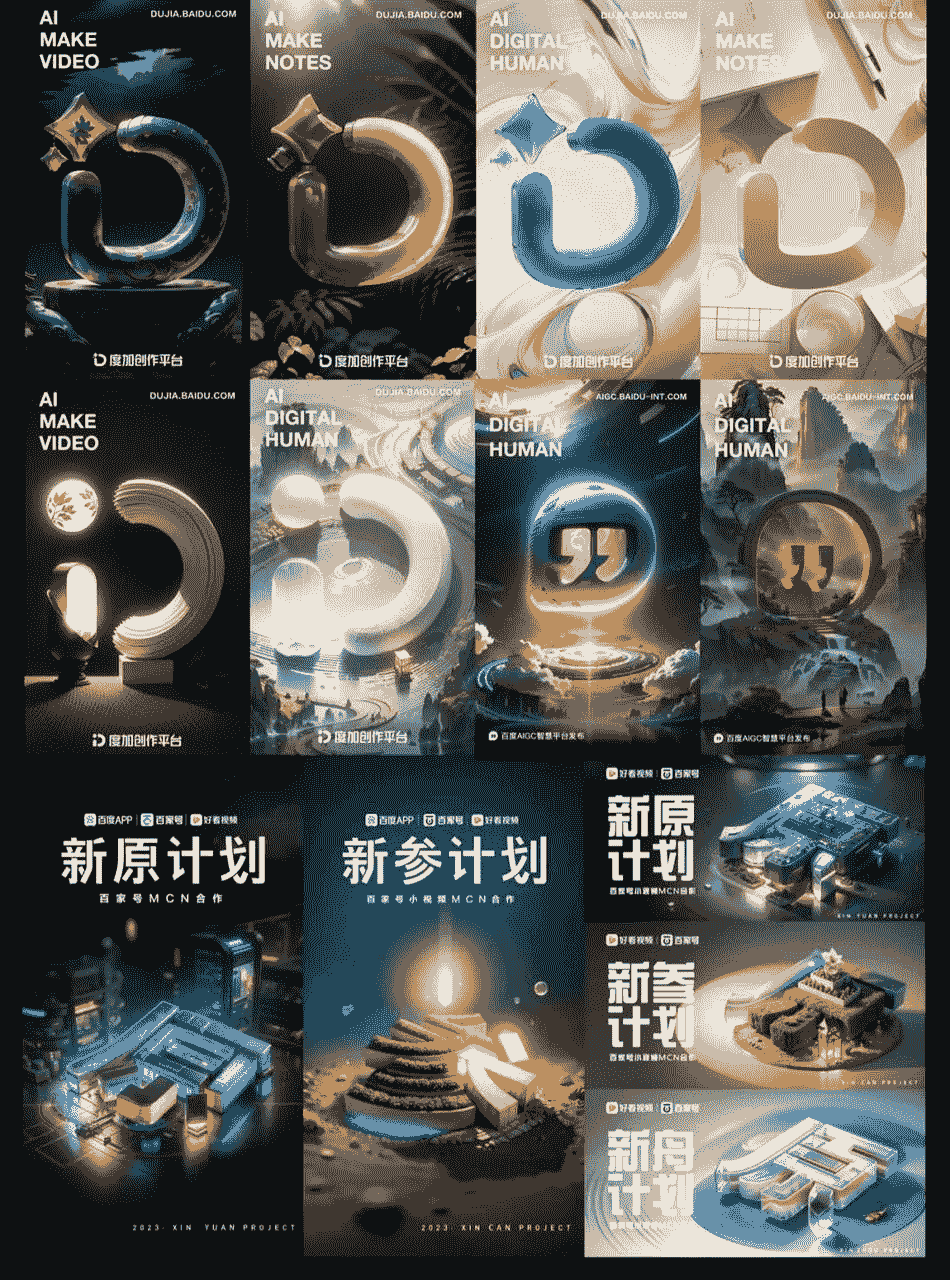 AI
MAKE
VIDEO
DUJIA.BAIDU.COM
度加创作平台
AI
MAKE
NOTES
DUJIA.BAIDU.COM
度加创作平台
AI
DIGITAL
HUMAN
DUJIA.BAIDU.COM
度加创作平台
AI
MAKE
NOTES
DUJIA.BAIDU.COM
度加创作平台
AI
MAKE
VIDEO
DUJIA.BAIDU.COM
度加创作平台
AI
DIGITAL
HUMAN
DUJIA.BAIDU.COM
度加创作平台
AI
DIGITAL
HUMAN
AIGC.BAIDU-INT.COM
百度AIGC智慧平台发布
AI
DIGITAL
HUMAN
AIGC.BAIDU-INT.COM
百度AIGC智慧平台发布
百度APP 百家号 好看视频
新原计划
百家号MCN合作
2023· XIN YUAN PROJECT
百度APP 百家号 好看视频
新参计划
百家号小视频MCN合作
2023· XIN CAN PROJECT
好看视频 百家号
新原
计划
百家号小视频MCN合作
XIN YUAN PROJECT
好看视频 百家号
新参
计划
百家号小视频MCN合作
XIN CAN PROJECT
好看视频 百家号
计划